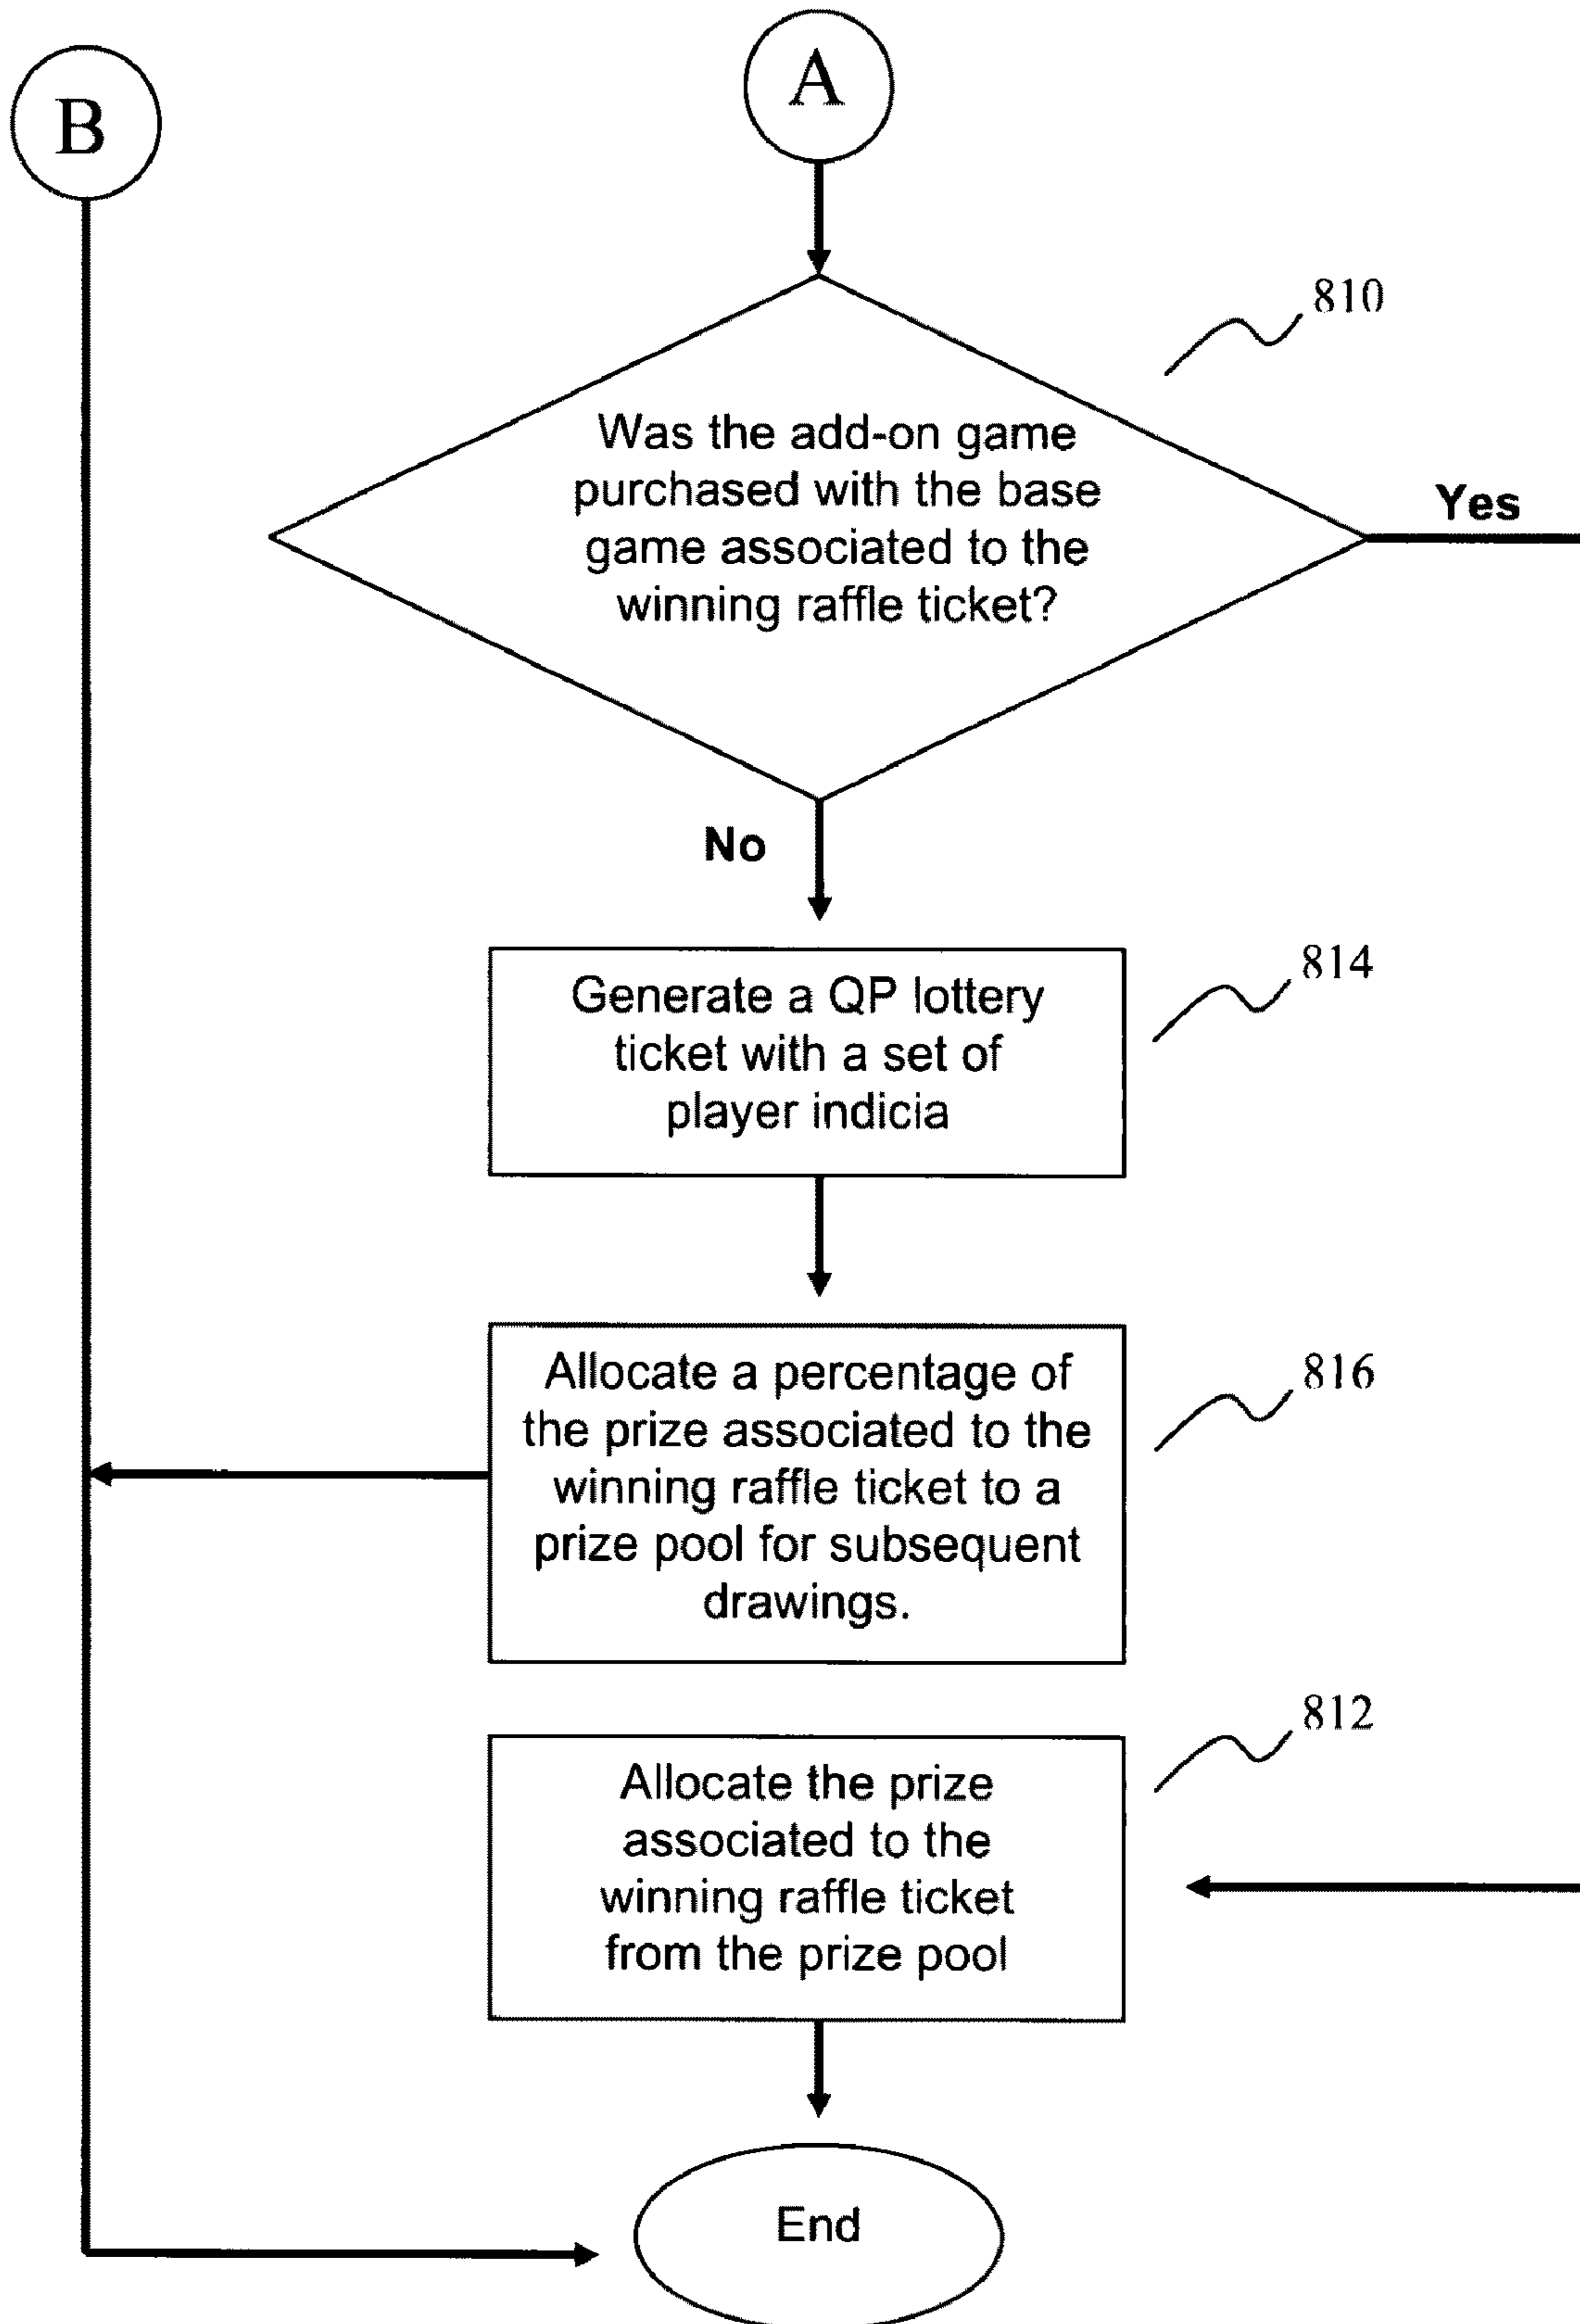 B
A
810
Was the add-on game
purchased with the base
game associated to the
winning raffle ticket?
Yes
No
814
Generate a QP lottery
ticket with a set of
player indicia
816
Allocate a percentage of
the prize associated to the
winning raffle ticket to a
prize pool for subsequent
drawings.
812
Allocate the prize
associated to the
winning raffle ticket
from the prize pool
End